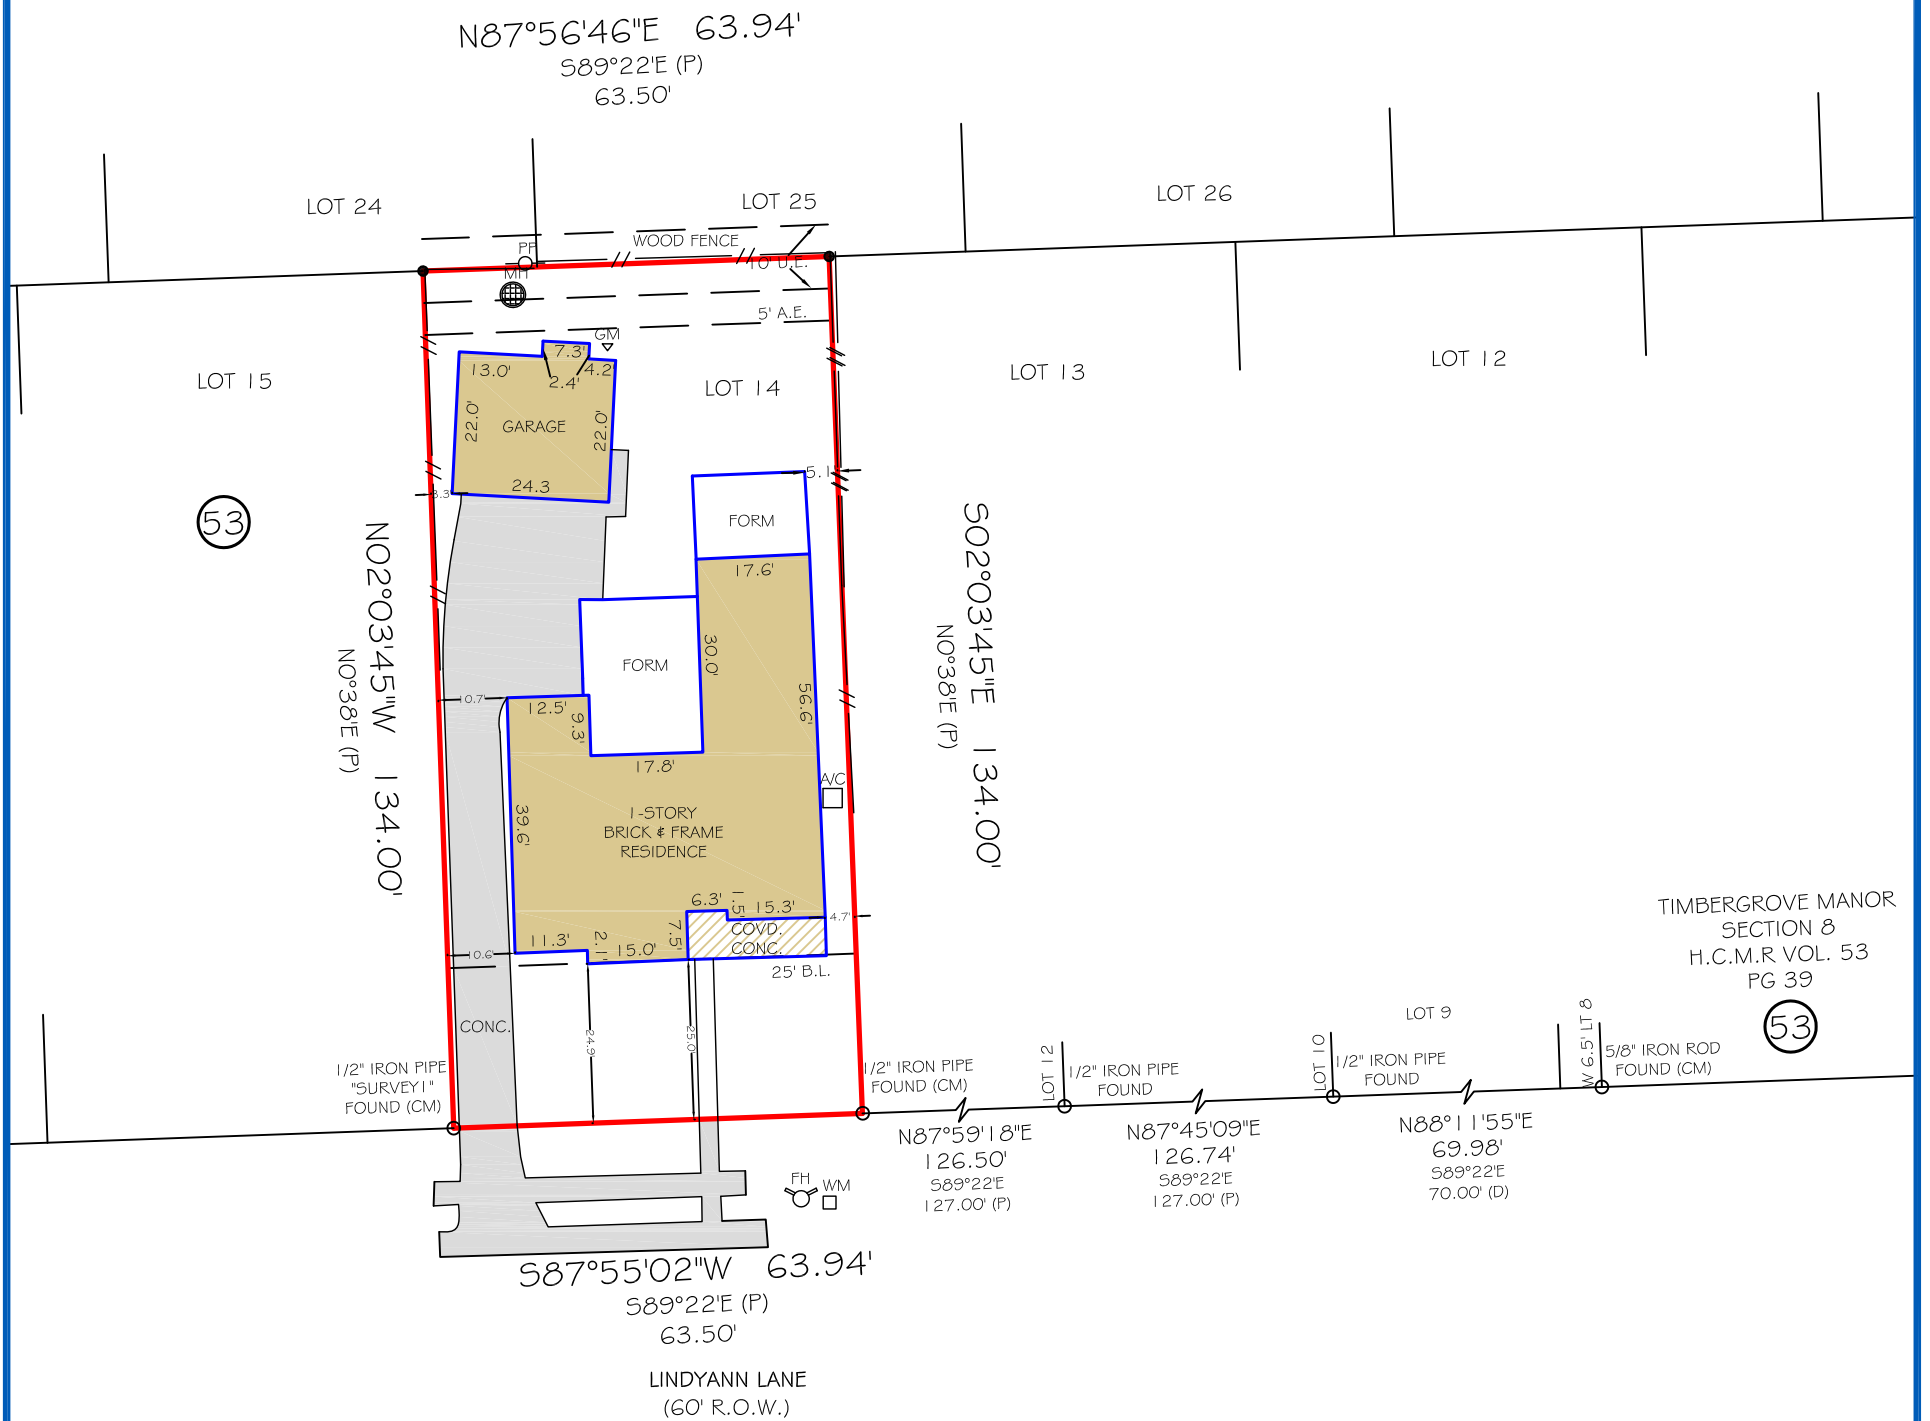 N87°56'46"E 63.94'
S89°22'E (P)
63.50'
LOT 24
LOT 25
LOT 26
WOOD FENCE
PP
MH
10' U.E.
5' A.E.
GM
LOT 15
LOT 14
LOT 13
LOT 12
7.3'
13.0'
2.4'
4.2'
22.0'
GARAGE
22.0'
24.3
3.3'
5.1'
53
FORM
17.6'
N02°03'45"W 134.00'
N0°38'E (P)
S02°03'45"E 134.00'
N0°38'E (P)
FORM
30.0'
56.6'
10.7'
12.5'
9.3'
17.8'
A/C
39.6'
1-STORY
BRICK & FRAME
RESIDENCE
6.3'
1.5'
15.3'
4.7'
COVD.
CONC.
7.5'
11.3'
2.1'
15.0'
10.6'
25' B.L.
CONC.
24.9'
25.0'
TIMBERGROVE MANOR
SECTION 8
H.C.M.R VOL. 53
PG 39
53
1/2" IRON PIPE
"SURVEY1"
FOUND (CM)
1/2" IRON PIPE
FOUND (CM)
LOT 12
1/2" IRON PIPE
FOUND
LOT 10
1/2" IRON PIPE
FOUND
LOT 9
W 6.5' LT 8
5/8" IRON ROD
FOUND (CM)
N87°59'18"E
126.50'
S89°22'E
127.00' (P)
N87°45'09"E
126.74'
S89°22'E
127.00' (P)
N88°11'55"E
69.98'
S89°22'E
70.00' (D)
FH
WM
S87°55'02"W 63.94'
S89°22'E (P)
63.50'
LINDYANN LANE
(60' R.O.W.)